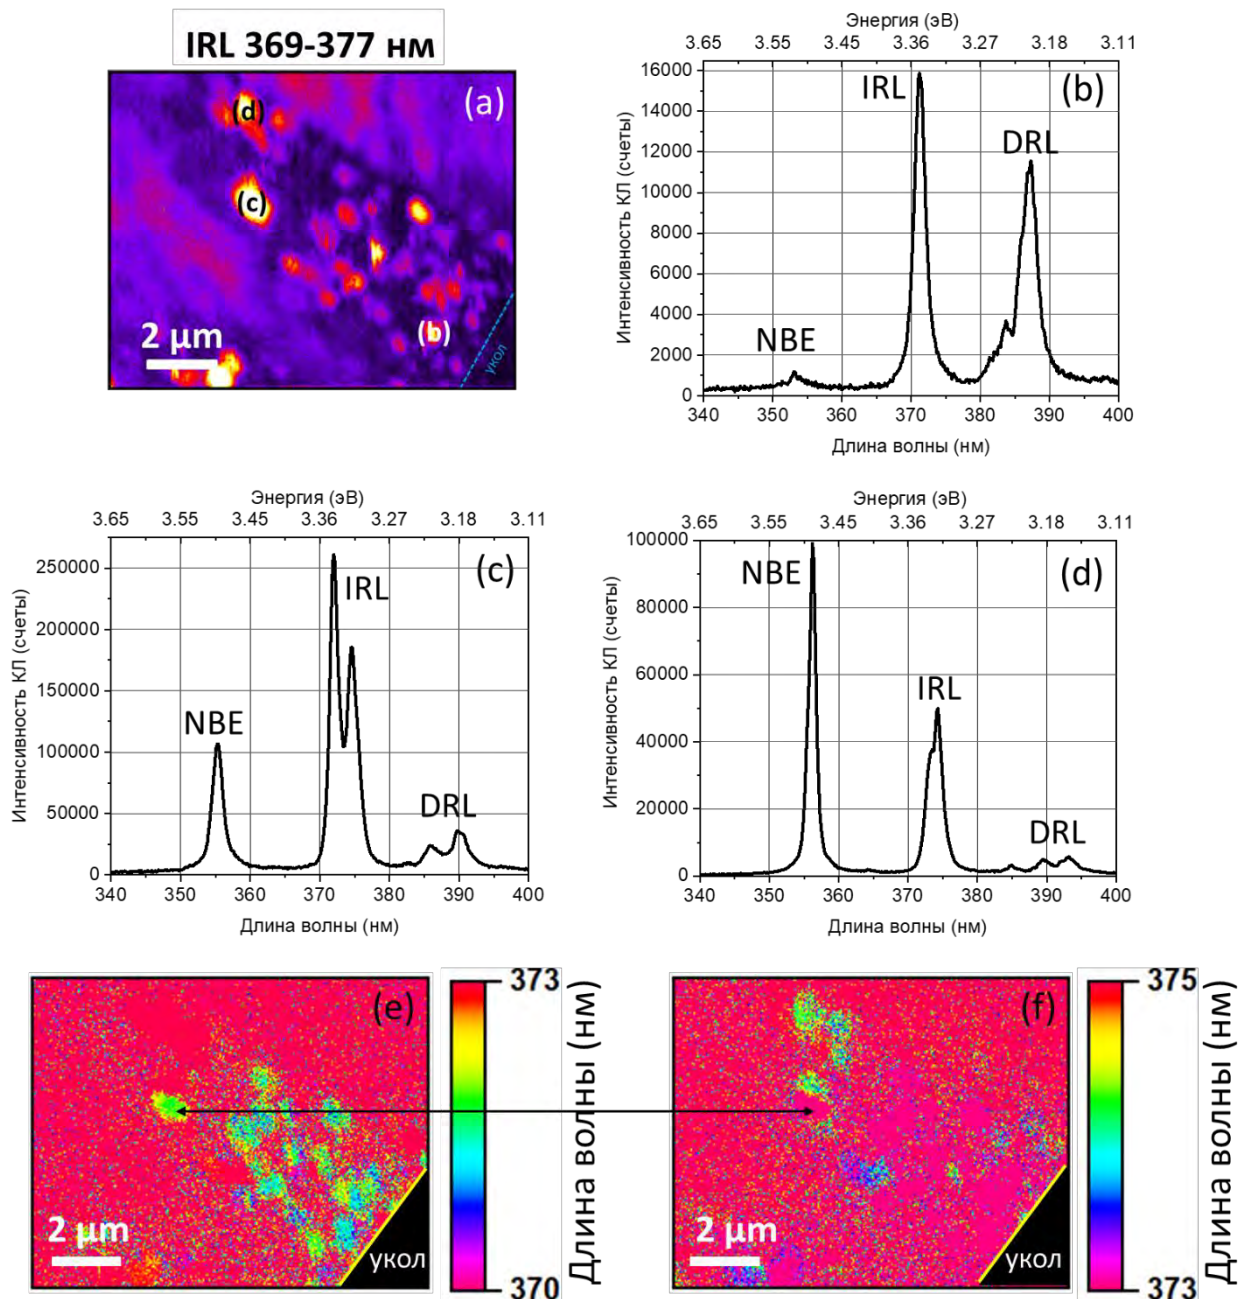 IRL 369-377 нм
(a)
(d)
(c)
(b)
2 μm
укол
Энергия (эВ)
3.65 3.55 3.45 3.36 3.27 3.18 3.11
(b)
IRL
DRL
NBE
16000
14000
12000
10000
8000
6000
4000
2000
0
Интенсивность КЛ (счеты)
340 350 360 370 380 390 400
Длина волны (нм)
Энергия (эВ)
3.65 3.55 3.45 3.36 3.27 3.18 3.11
(c)
IRL
NBE
DRL
250000
200000
150000
100000
50000
0
Интенсивность КЛ (счеты)
340 350 360 370 380 390 400
Длина волны (нм)
Энергия (эВ)
3.65 3.55 3.45 3.36 3.27 3.18 3.11
(d)
NBE
IRL
DRL
100000
80000
60000
40000
20000
0
Интенсивность КЛ (счеты)
340 350 360 370 380 390 400
Длина волны (нм)
(e)
2 μm
укол
373
370
Длина волны (нм)
(f)
2 μm
укол
375
373
Длина волны (нм)